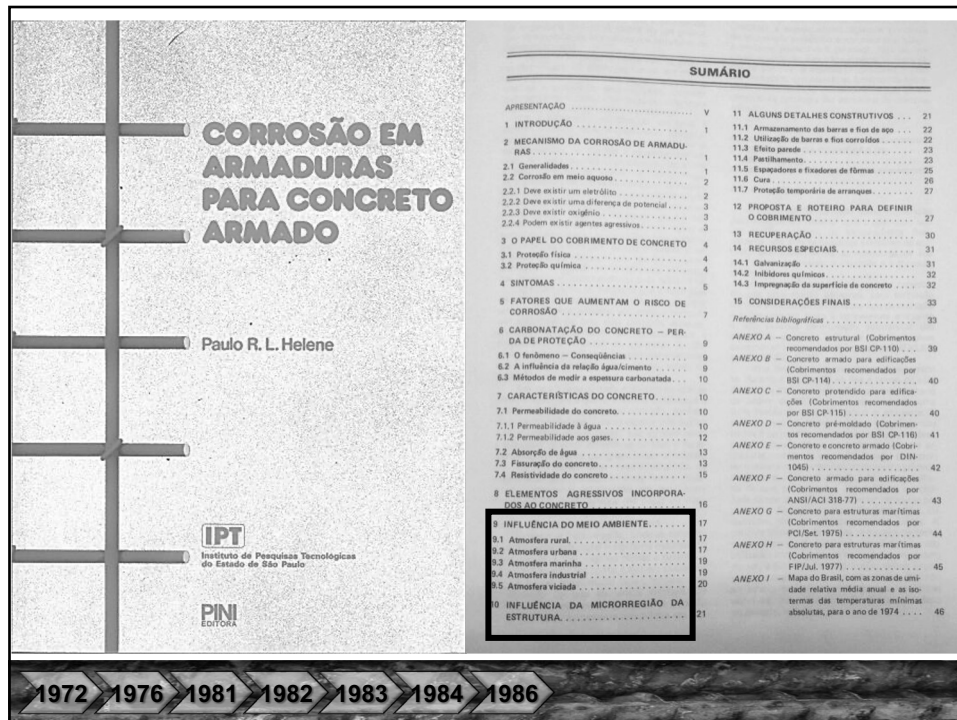 CORROSÃO EM
ARMADURAS
PARA CONCRETO
ARMADO
Paulo R. L. Helene
IPT
Instituto de Pesquisas Tecnológicas
do Estado de São Paulo
PINI
EDITORA
SUMÁRIO
APRESENTAÇÃO .................... V
1 INTRODUÇÃO .................... 1
2 MECANISMO DA CORROSÃO DE ARMADU-
RAS .................... 1
2.1 Generalidades .................... 1
2.2 Corrosão em meio aquoso .................... 2
2.2.1 Deve existir um eletrólito .................... 2
2.2.2 Deve existir uma diferença de potencial .... 3
2.2.3 Deve existir oxigênio .................... 3
2.2.4 Podem existir agentes agressivos .......... 3
3 O PAPEL DO COBRIMENTO DE CONCRETO 4
3.1 Proteção física .................... 4
3.2 Proteção química .................... 4
4 SINTOMAS .................... 5
5 FATORES QUE AUMENTAM O RISCO DE
CORROSÃO .................... 7
6 CARBONATAÇÃO DO CONCRETO – PER-
DA DE PROTEÇÃO .................... 9
6.1 O fenômeno – Conseqüências .......... 9
6.2 A influência da relação água/cimento ...... 9
6.3 Métodos de medir a espessura carbonatada ... 10
7 CARACTERÍSTICAS DO CONCRETO ...... 10
7.1 Permeabilidade do concreto .......... 10
7.1.1 Permeabilidade à água .......... 10
7.1.2 Permeabilidade aos gases .......... 12
7.2 Absorção de água .......... 13
7.3 Fissuração do concreto .......... 13
7.4 Resistividade do concreto .......... 15
8 ELEMENTOS AGRESSIVOS INCORPORA-
DOS AO CONCRETO .......... 16
9 INFLUÊNCIA DO MEIO AMBIENTE ....... 17
9.1 Atmosfera rural .......... 17
9.2 Atmosfera urbana .......... 17
9.3 Atmosfera marinha .......... 19
9.4 Atmosfera industrial .......... 19
9.5 Atmosfera viciada .......... 20
10 INFLUÊNCIA DA MICRORREGIÃO DA
ESTRUTURA .......... 21
11 ALGUNS DETALHES CONSTRUTIVOS ... 21
11.1 Armazenamento das barras e fios de aço ... 22
11.2 Utilização de barras e fios corroídos ...... 22
11.3 Efeito parede .......... 23
11.4 Pastilhamento .......... 23
11.5 Espaçadores e fixadores de fôrmas ....... 25
11.6 Cura .......... 26
11.7 Proteção temporária de arranques ....... 27
12 PROPOSTA E ROTEIRO PARA DEFINIR
O COBRIMENTO .......... 27
13 RECUPERAÇÃO .......... 30
14 RECURSOS ESPECIAIS .......... 31
14.1 Galvanização .......... 31
14.2 Inibidores químicos .......... 32
14.3 Impregnação da superfície de concreto .... 32
15 CONSIDERAÇÕES FINAIS .......... 33
Referências bibliográficas .......... 33
ANEXO A – Concreto estrutural (Cobrimentos
recomendados por BSI CP-110) ... 39
ANEXO B – Concreto armado para edificações
(Cobrimentos recomendados por
BSI CP-114) .......... 40
ANEXO C – Concreto protendido para edifica-
ções (Cobrimentos recomendados
por BSI CP-115) .......... 40
ANEXO D – Concreto pré-moldado (Cobrimen-
tos recomendados por BSI CP-116) 41
ANEXO E – Concreto e concreto armado (Cobri-
mentos recomendados por DIN-
1045) .......... 42
ANEXO F – Concreto armado para edificações
(Cobrimentos recomendados por
ANSI/ACI 318-77) .......... 43
ANEXO G – Concreto para estruturas marítimas
(Cobrimentos recomendados por
PCI/Set. 1975) .......... 44
ANEXO H – Concreto para estruturas marítimas
(Cobrimentos recomendados por
FIP/Jul. 1977) .......... 45
ANEXO I – Mapa do Brasil, com as zonas de umi-
dade relativa média anual e as iso-
termas das temperaturas mínimas
absolutas, para o ano de 1974 .... 46
1972 1976 1981 1982 1983 1984 1986